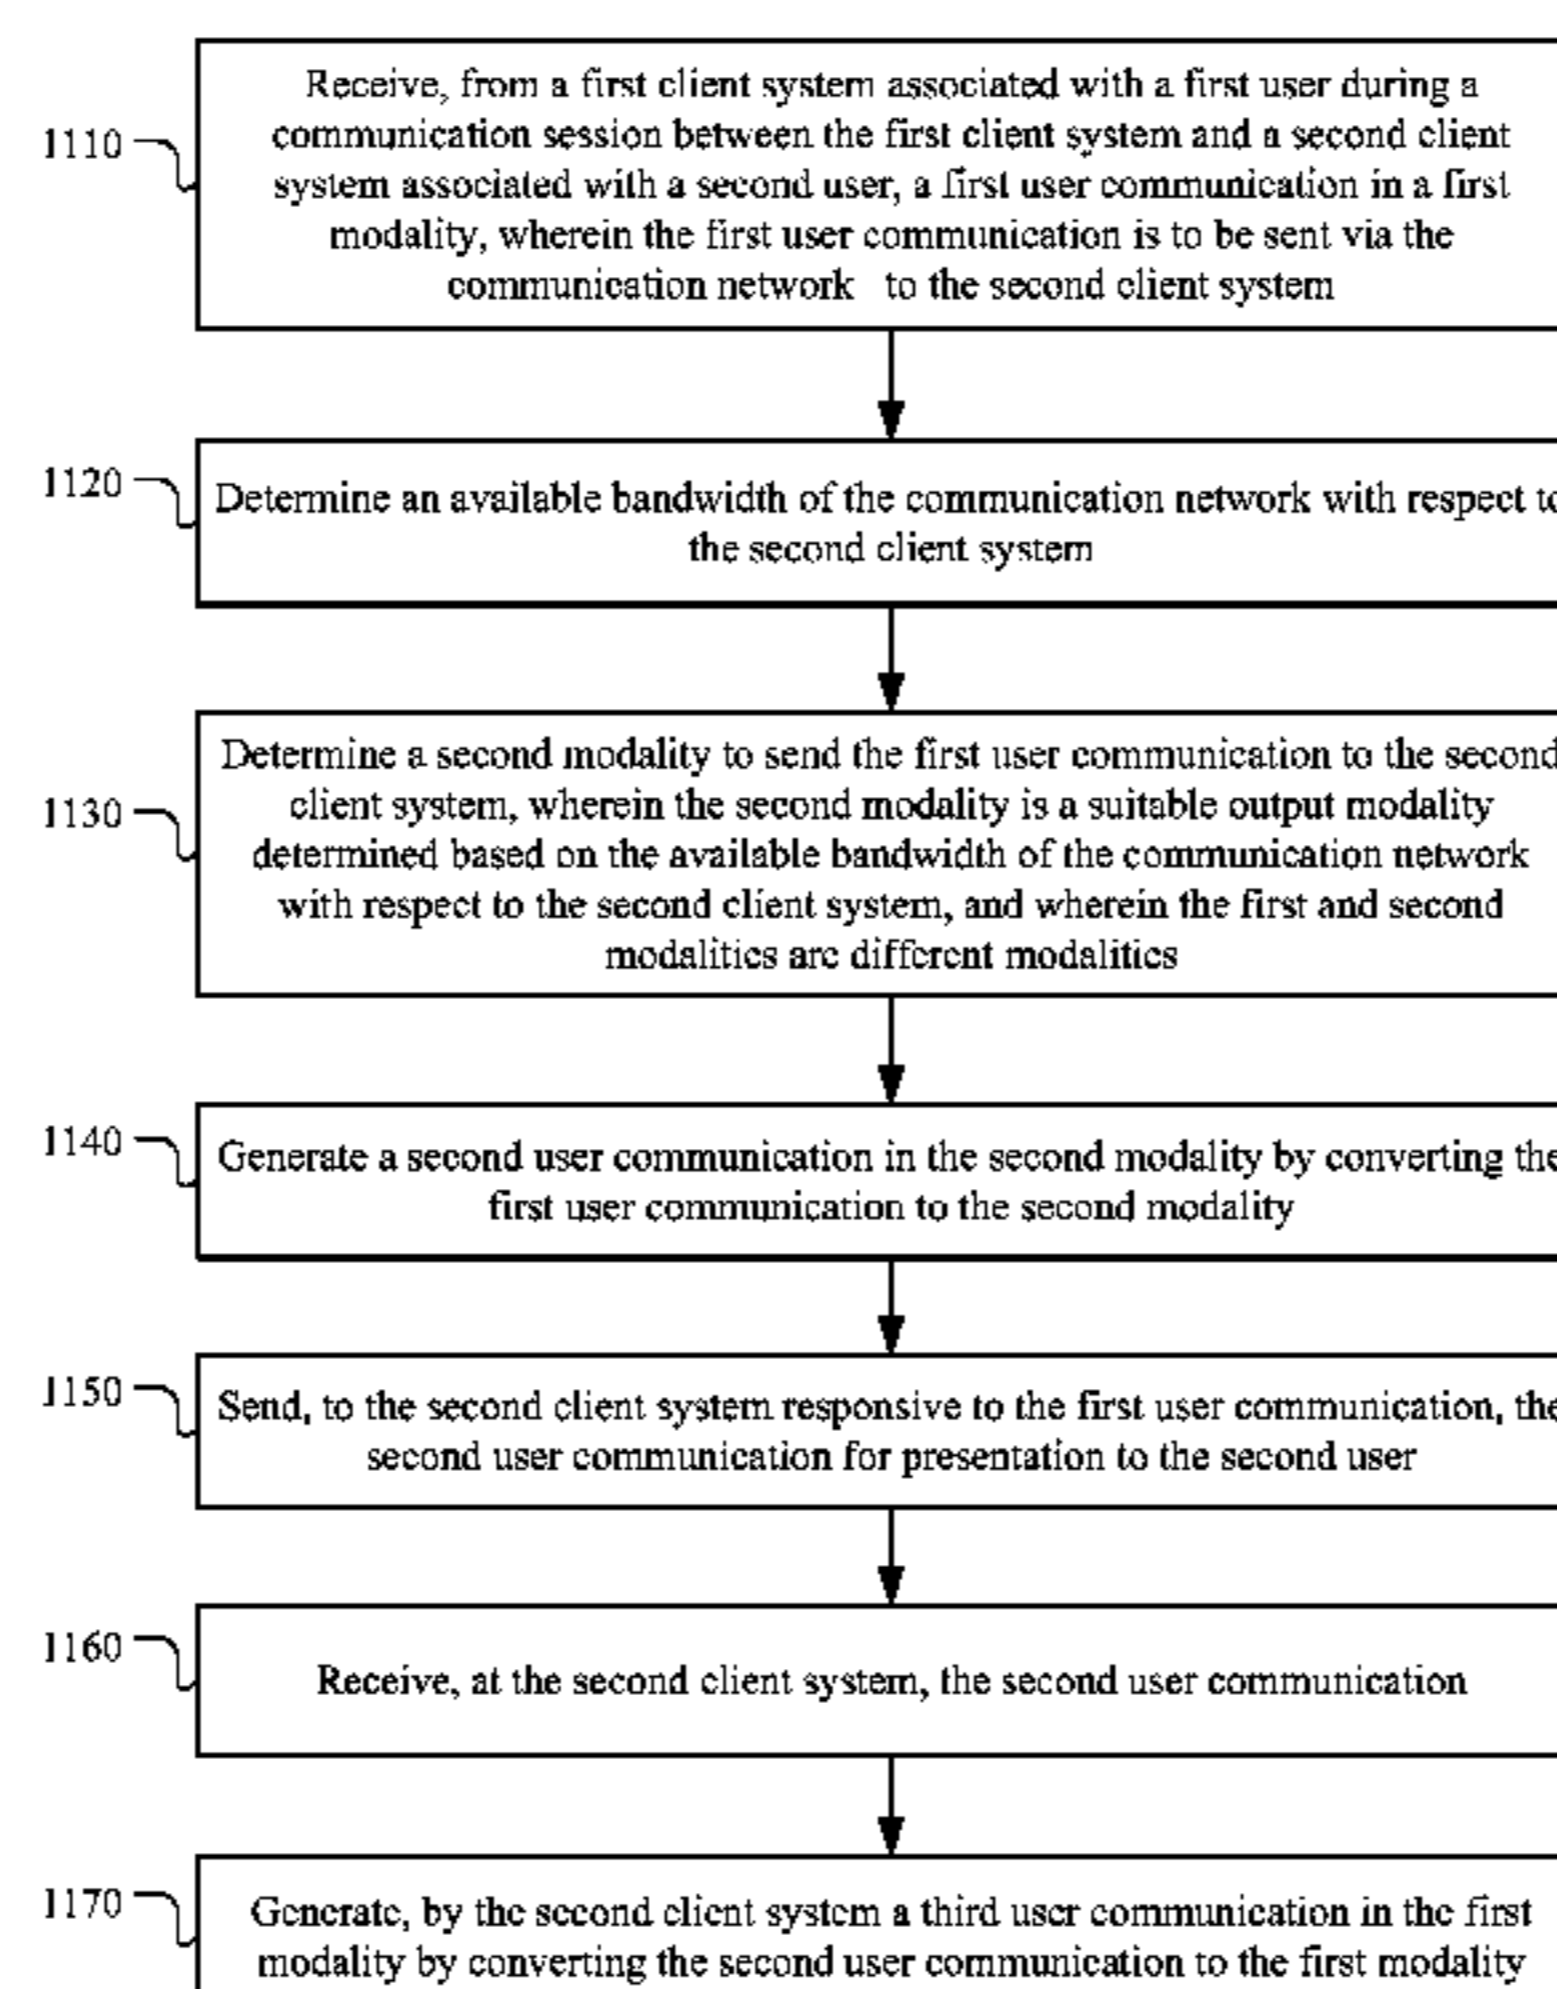 Receive, from a first client system associated with a first user during a
communication session between the first client system and a second client
1110
system associated with a second user, a first user communication in a first
modality, wherein the first user communication is to be sent via the
communication network to the second client system
1120
Determine an available bandwidth of the communication network with respect to
the second client system
Determine a second modality to send the first user communication to the second
client system, wherein the second modality is a suitable output modality
1130
determined based on the available bandwidth of the communication network
with respect to the second client system, and wherein the first and second
modalities are different modalities
1140
Generate a second user communication in the second modality by converting the
first user communication to the second modality
1150
Send, to the second client system responsive to the first user communication, the
second user communication for presentation to the second user
1160
Receive, at the second client system, the second user communication
1170
Generate, by the second client system a third user communication in the first
modality by converting the second user communication to the first modality